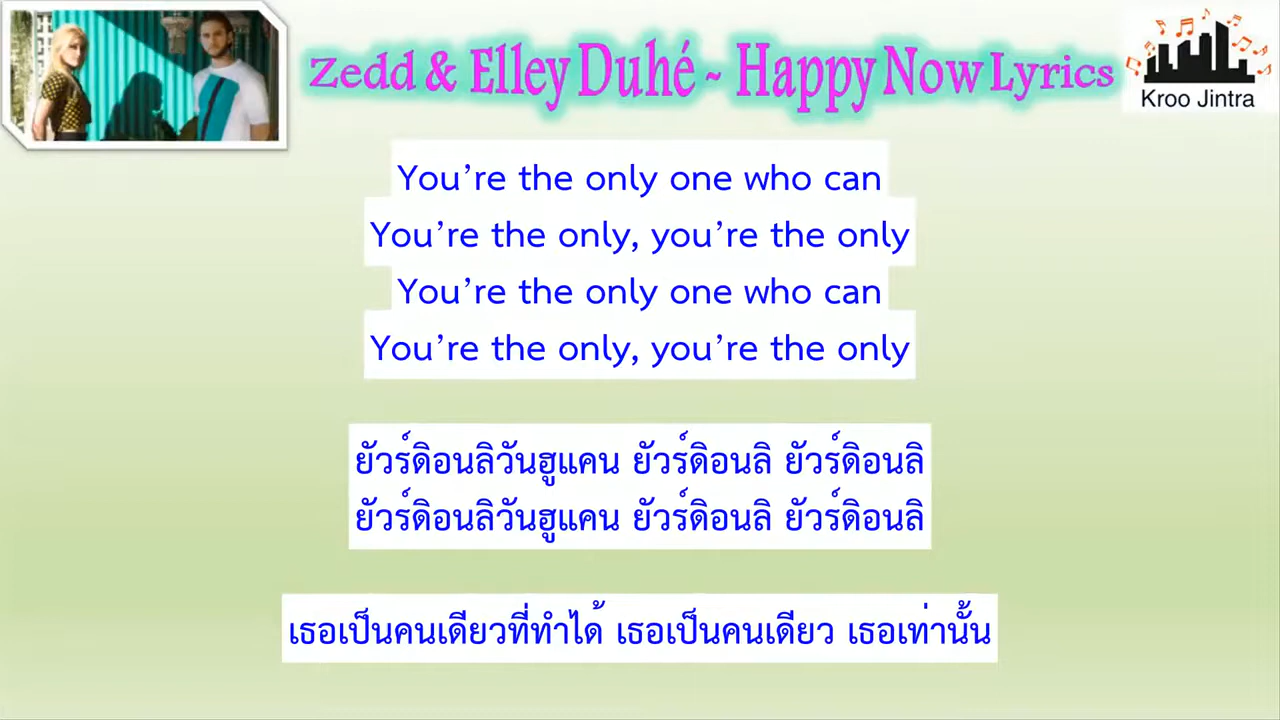 Zedd & Elley Duhé ~ Happy Now Lyrics
Kroo Jintra
You’re the only one who can
You’re the only, you’re the only
You’re the only one who can
You’re the only, you’re the only
ยัวร์ดิอนลิวันฮูแคน ยัวร์ดิอนลิ ยัวร์ดิอนลิ
ยัวร์ดิอนลิวันฮูแคน ยัวร์ดิอนลิ ยัวร์ดิอนลิ
เธอเป็นคนเดียวที่ทำได้ เธอเป็นคนเดียว เธอเท่านั้น